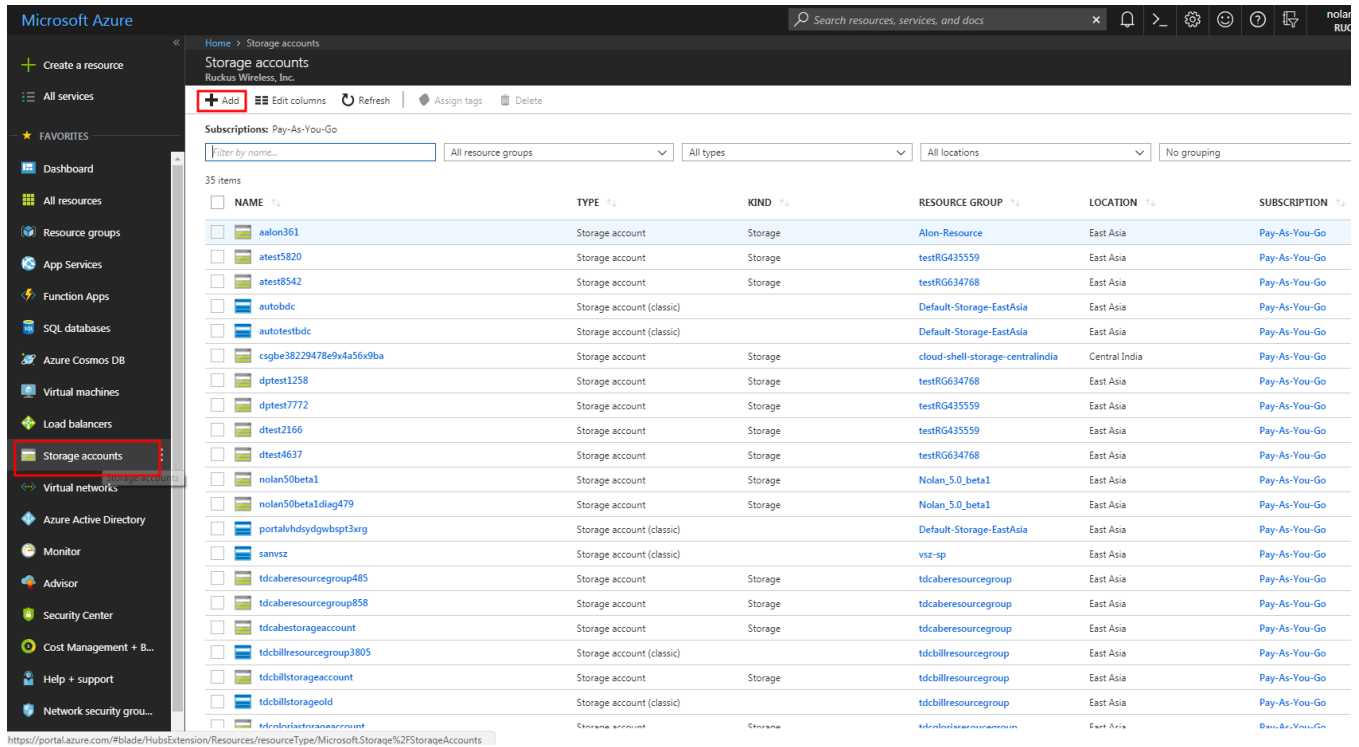 Microsoft Azure
Search resources, services, and docs
nolan
RUC
Create a resource
All services
FAVORITES
Dashboard
All resources
Resource groups
App Services
Function Apps
SQL databases
Azure Cosmos DB
Virtual machines
Load balancers
Storage accounts
Storage accounts
Virtual networks
Azure Active Directory
Monitor
Advisor
Security Center
Cost Management + B...
Help + support
Network security grou...
Home > Storage accounts
Storage accounts
Ruckus Wireless, Inc.
Add Edit columns Refresh Assign tags Delete
Subscriptions: Pay-As-You-Go
Filter by name... All resource groups All types All locations No grouping
35 items
NAME TYPE KIND RESOURCE GROUP LOCATION SUBSCRIPTION
aalon361 Storage account Storage Alon-Resource East Asia Pay-As-You-Go
atest5820 Storage account Storage testRG435559 East Asia Pay-As-You-Go
atest8542 Storage account Storage testRG634768 East Asia Pay-As-You-Go
autobdc Storage account (classic) Default-Storage-EastAsia East Asia Pay-As-You-Go
autotestbdc Storage account (classic) Default-Storage-EastAsia East Asia Pay-As-You-Go
csgbe38229478e9x4a56x9ba Storage account Storage cloud-shell-storage-centralindia Central India Pay-As-You-Go
dptest1258 Storage account Storage testRG634768 East Asia Pay-As-You-Go
dptest7772 Storage account Storage testRG435559 East Asia Pay-As-You-Go
dtest2166 Storage account Storage testRG435559 East Asia Pay-As-You-Go
dtest4637 Storage account Storage testRG634768 East Asia Pay-As-You-Go
nolan50beta1 Storage account Storage Nolan_5.0_beta1 East Asia Pay-As-You-Go
nolan50beta1diag479 Storage account Storage Nolan_5.0_beta1 East Asia Pay-As-You-Go
portalvhdsydgwbspt3xrg Storage account (classic) Default-Storage-EastAsia East Asia Pay-As-You-Go
sanvsz Storage account (classic) vsz-sp East Asia Pay-As-You-Go
tdcaberesourcegroup485 Storage account Storage tdcaberesourcegroup East Asia Pay-As-You-Go
tdcaberesourcegroup858 Storage account Storage tdcaberesourcegroup East Asia Pay-As-You-Go
tdcabestorageaccount Storage account Storage tdcaberesourcegroup East Asia Pay-As-You-Go
tdcbillresourcegroup3805 Storage account (classic) tdcbillresourcegroup East Asia Pay-As-You-Go
tdcbillstorageaccount Storage account Storage tdcbillresourcegroup East Asia Pay-As-You-Go
tdcbillstorageold Storage account (classic) tdcbillresourcegroup East Asia Pay-As-You-Go
tdcgloriastorageaccount Storage account Storage tdcgloriaresourcegroup East Asia Pay-As-You-Go
https://portal.azure.com/#blade/HubsExtension/Resources/resourceType/Microsoft.Storage%2FStorageAccounts